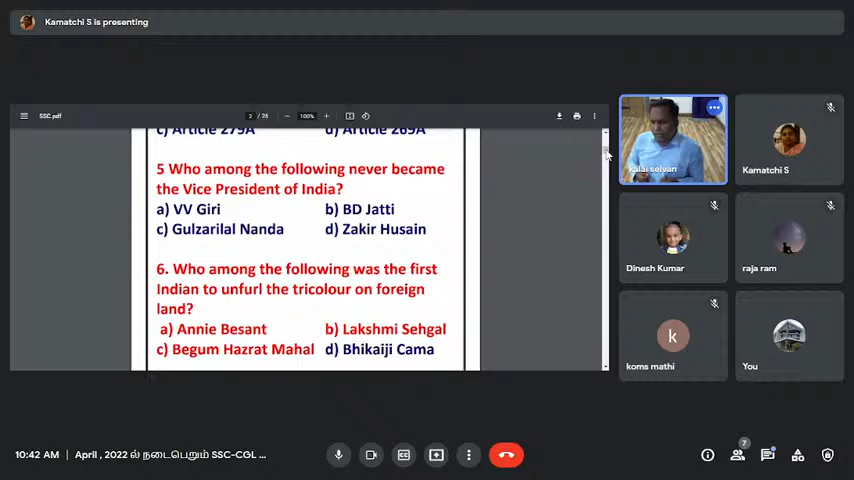 Kamatchi S is presenting
SSC.pdf
2 / 26
100%
c) Article 279A d) Article 269A
5 Who among the following never became
the Vice President of India?
a) VV Giri b) BD Jatti
c) Gulzarilal Nanda d) Zakir Husain
6. Who among the following was the first
Indian to unfurl the tricolour on foreign
land?
a) Annie Besant b) Lakshmi Sehgal
c) Begum Hazrat Mahal d) Bhikaiji Cama
kalai selvan
Kamatchi S
Dinesh Kumar
raja ram
k
koms mathi
You
10:42 AM | April , 2022 ல் நடைபெறும் SSC-CGL ...
7